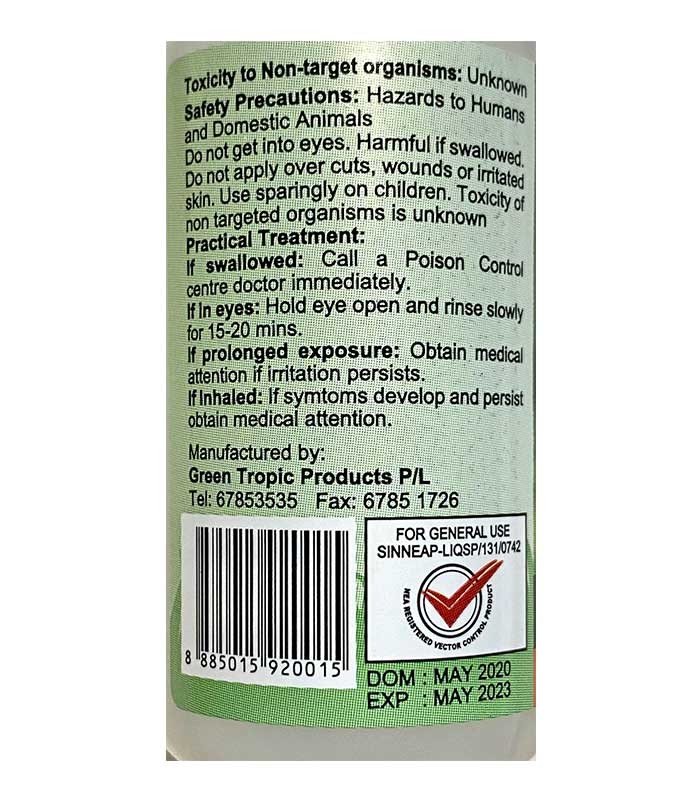 Toxicity to Non-target organisms: Unknown
Safety Precautions: Hazards to Humans
and Domestic Animals
Do not get into eyes. Harmful if swallowed.
Do not apply over cuts, wounds or irritated
skin. Use sparingly on children. Toxicity of
non targeted organisms is unknown
Practical Treatment:
If swallowed: Call a Poison Control
centre doctor immediately.
If in eyes: Hold eye open and rinse slowly
for 15-20 mins.
If prolonged exposure: Obtain medical
attention if irritation persists.
If Inhaled: If symtoms develop and persist
obtain medical attention.
Manufactured by:
Green Tropic Products P/L
Tel: 67853535 Fax: 6785 1726
FOR GENERAL USE
SINNEAP-LIQSP/131/0742
NEA REGISTERED VECTOR CONTROL PRODUCT
8 885015 920015
DOM : MAY 2020
EXP : MAY 2023